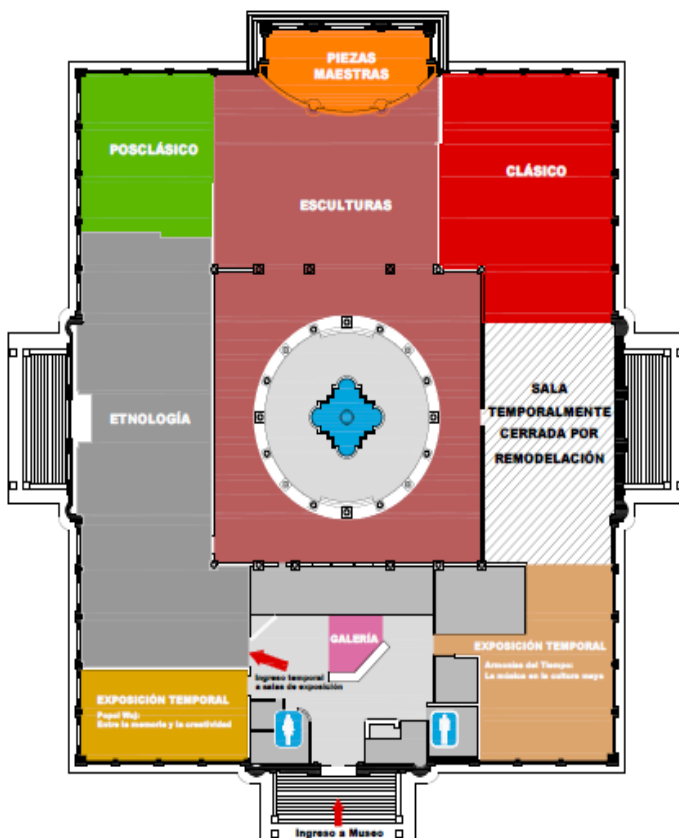 PIEZAS
MAESTRAS
POSCLÁSICO
CLÁSICO
ESCULTURAS
SALA
TEMPORALMENTE
CERRADA POR
REMODELACIÓN
ETNOLOGÍA
GALERÍA
EXPOSICIÓN TEMPORAL
Armonías del Tiempo:
La música en la cultura maya
Ingreso temporal
a salas de exposición
EXPOSICIÓN TEMPORAL
Popol Wuj:
Entre la memoria y la creatividad
Ingreso a Museo